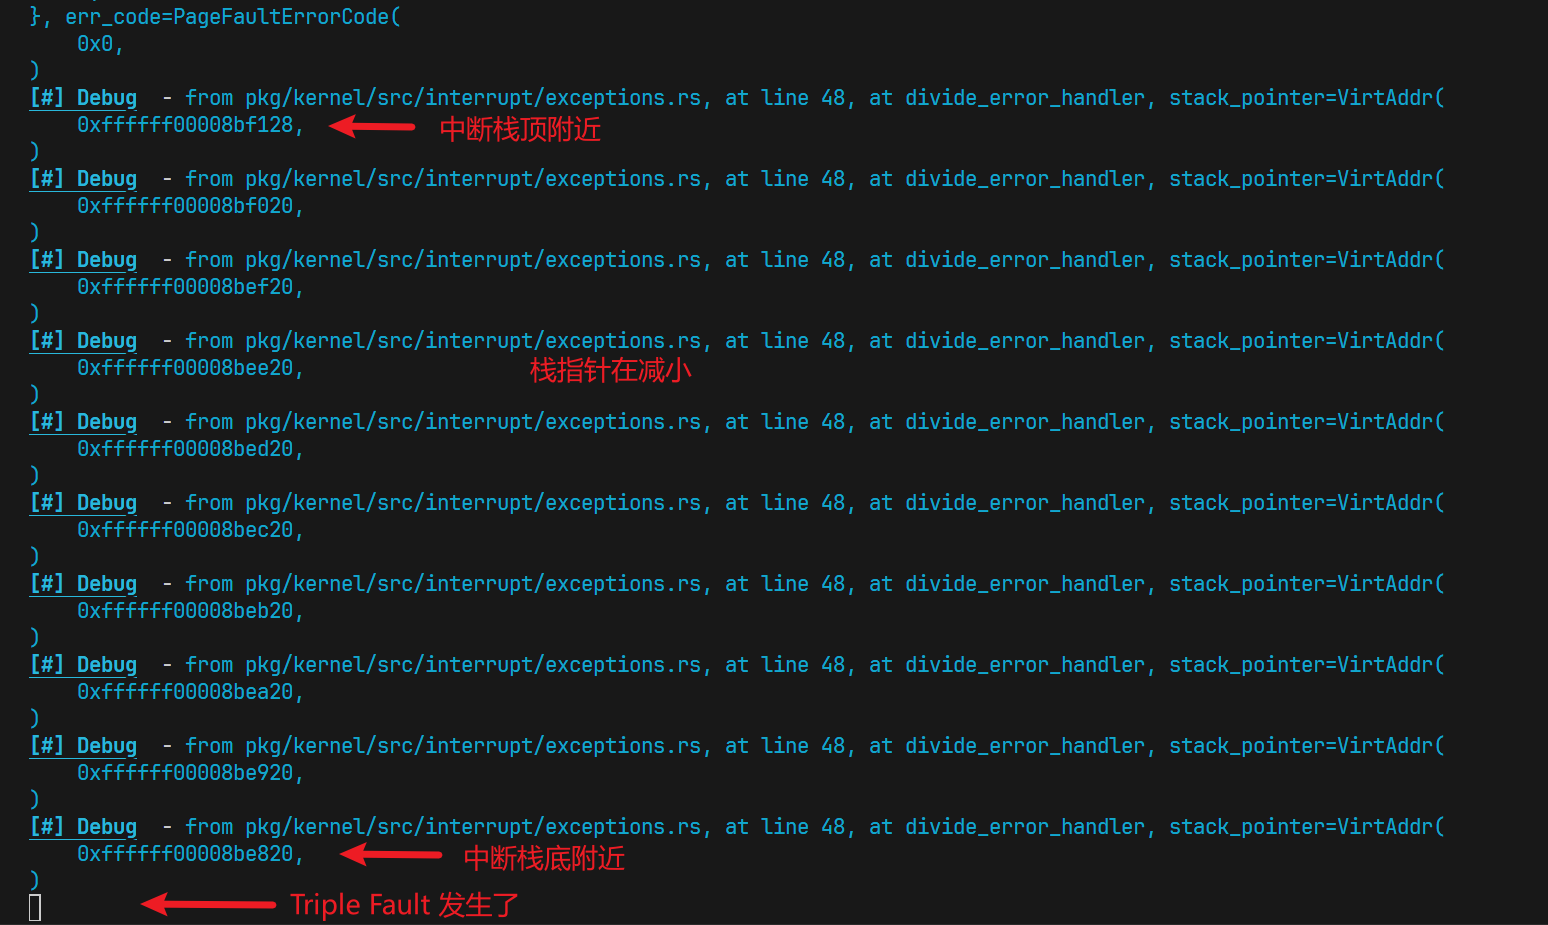 }, err_code=PageFaultErrorCode(
    0x0,
)
[#] Debug  - from pkg/kernel/src/interrupt/exceptions.rs, at line 48, at divide_error_handler, stack_pointer=VirtAddr(
    0xffffff00008bf128, 中断栈顶附近
)
[#] Debug  - from pkg/kernel/src/interrupt/exceptions.rs, at line 48, at divide_error_handler, stack_pointer=VirtAddr(
    0xffffff00008bf020,
)
[#] Debug  - from pkg/kernel/src/interrupt/exceptions.rs, at line 48, at divide_error_handler, stack_pointer=VirtAddr(
    0xffffff00008bef20,
)
[#] Debug  - from pkg/kernel/src/interrupt/exceptions.rs, at line 48, at divide_error_handler, stack_pointer=VirtAddr(
    0xffffff00008bee20, 栈指针在减小
)
[#] Debug  - from pkg/kernel/src/interrupt/exceptions.rs, at line 48, at divide_error_handler, stack_pointer=VirtAddr(
    0xffffff00008bed20,
)
[#] Debug  - from pkg/kernel/src/interrupt/exceptions.rs, at line 48, at divide_error_handler, stack_pointer=VirtAddr(
    0xffffff00008bec20,
)
[#] Debug  - from pkg/kernel/src/interrupt/exceptions.rs, at line 48, at divide_error_handler, stack_pointer=VirtAddr(
    0xffffff00008beb20,
)
[#] Debug  - from pkg/kernel/src/interrupt/exceptions.rs, at line 48, at divide_error_handler, stack_pointer=VirtAddr(
    0xffffff00008bea20,
)
[#] Debug  - from pkg/kernel/src/interrupt/exceptions.rs, at line 48, at divide_error_handler, stack_pointer=VirtAddr(
    0xffffff00008be920,
)
[#] Debug  - from pkg/kernel/src/interrupt/exceptions.rs, at line 48, at divide_error_handler, stack_pointer=VirtAddr(
    0xffffff00008be820, 中断栈底附近
)
Triple Fault 发生了